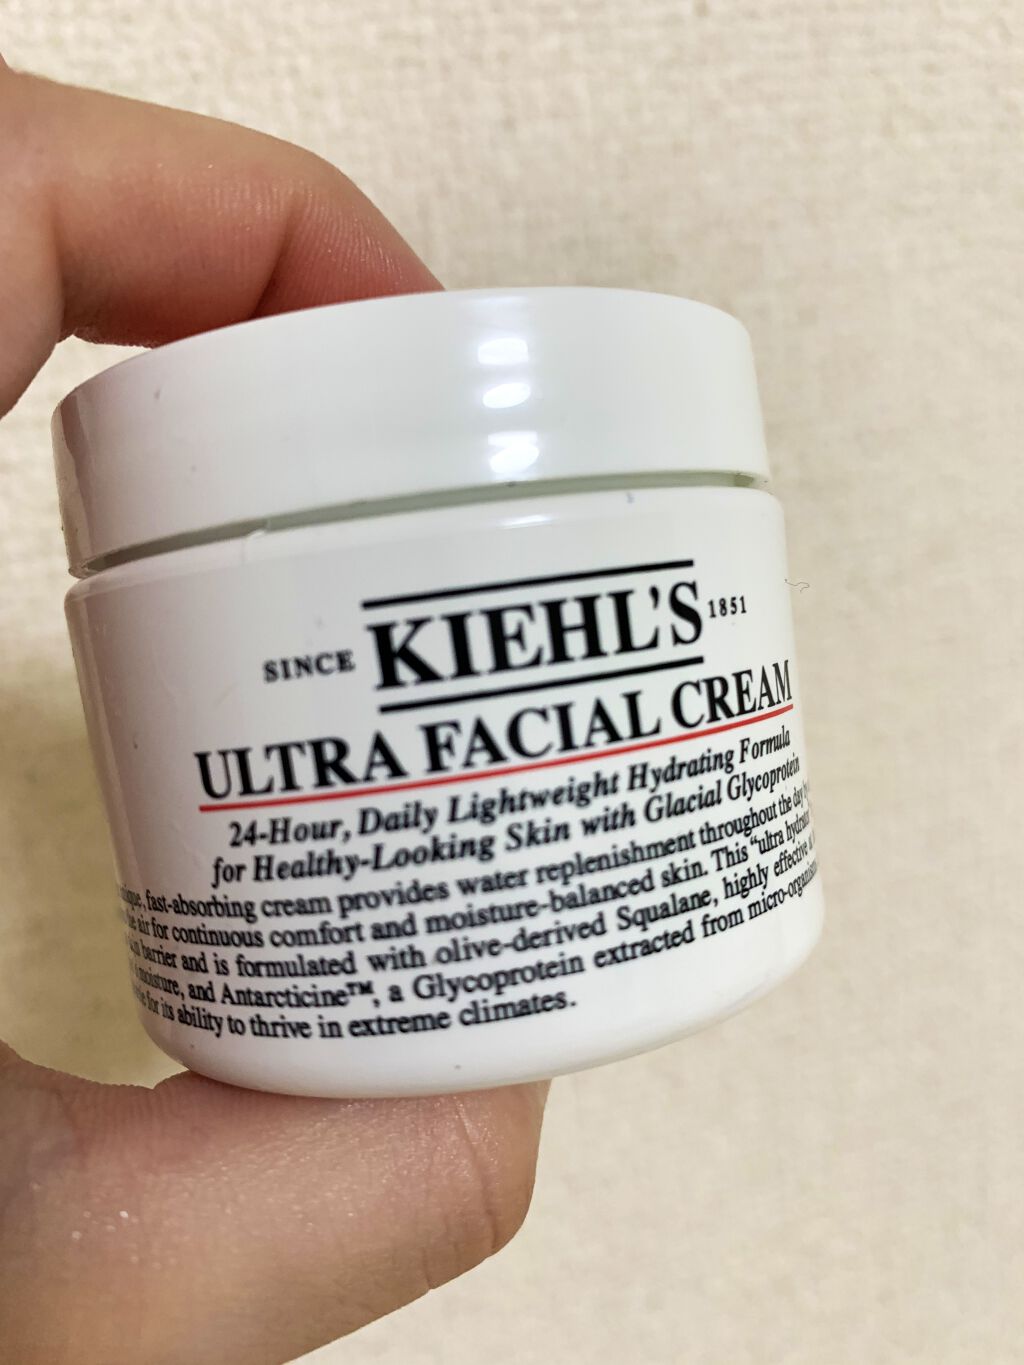 SINCE KIEHL'S 1851
ULTRA FACIAL CREAM
24-Hour, Daily Lightweight Hydrating Formula
for Healthy-Looking Skin with Glacial Glycoprotein
fast-absorbing cream provides water replenishment throughout the day
air for continuous comfort and moisture-balanced skin. This “ultra
barrier and is formulated with olive-derived Squalane, highly effective
moisture, and Antarcticine™, a Glycoprotein extracted from
for its ability to thrive in extreme climates.